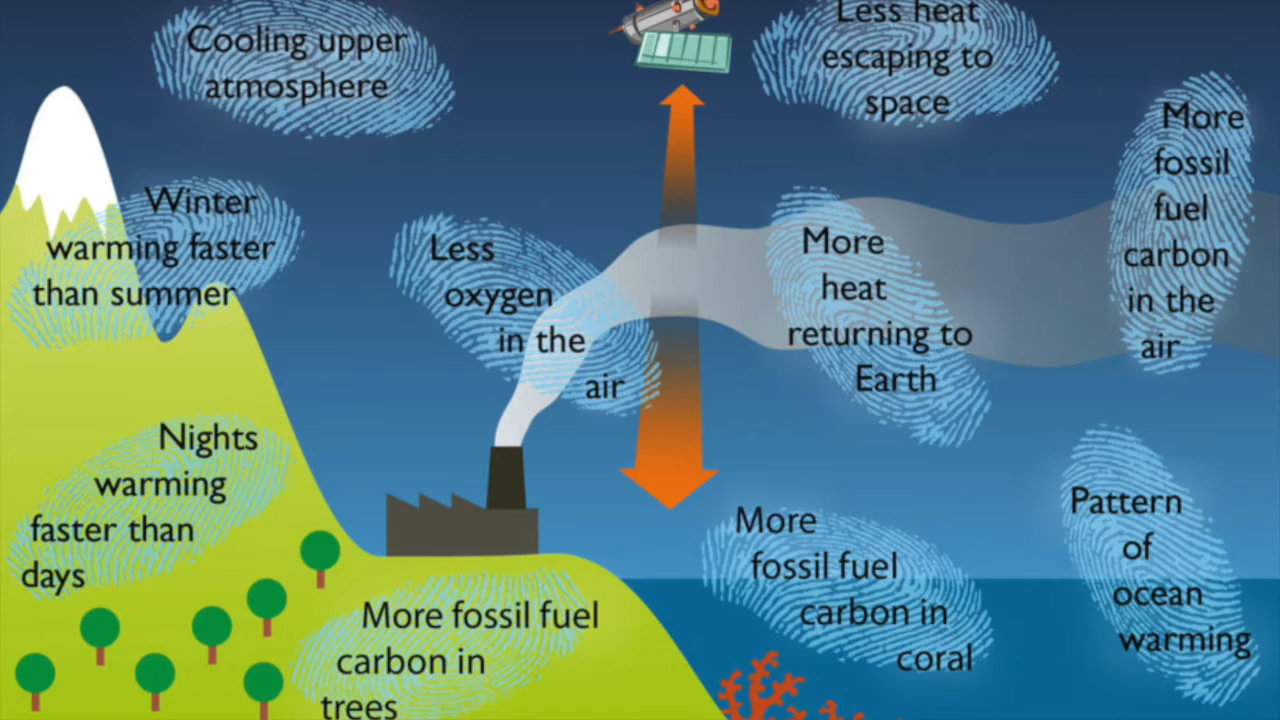 Cooling upper
atmosphere
Less heat
escaping to
space
More
fossil
fuel
carbon
in the
air
Winter
warming faster
than summer
Less
oxygen
in the
air
More
heat
returning to
Earth
Nights
warming
faster than
days
More
fossil fuel
carbon in
coral
Pattern
of
ocean
warming
More fossil fuel
carbon in
trees